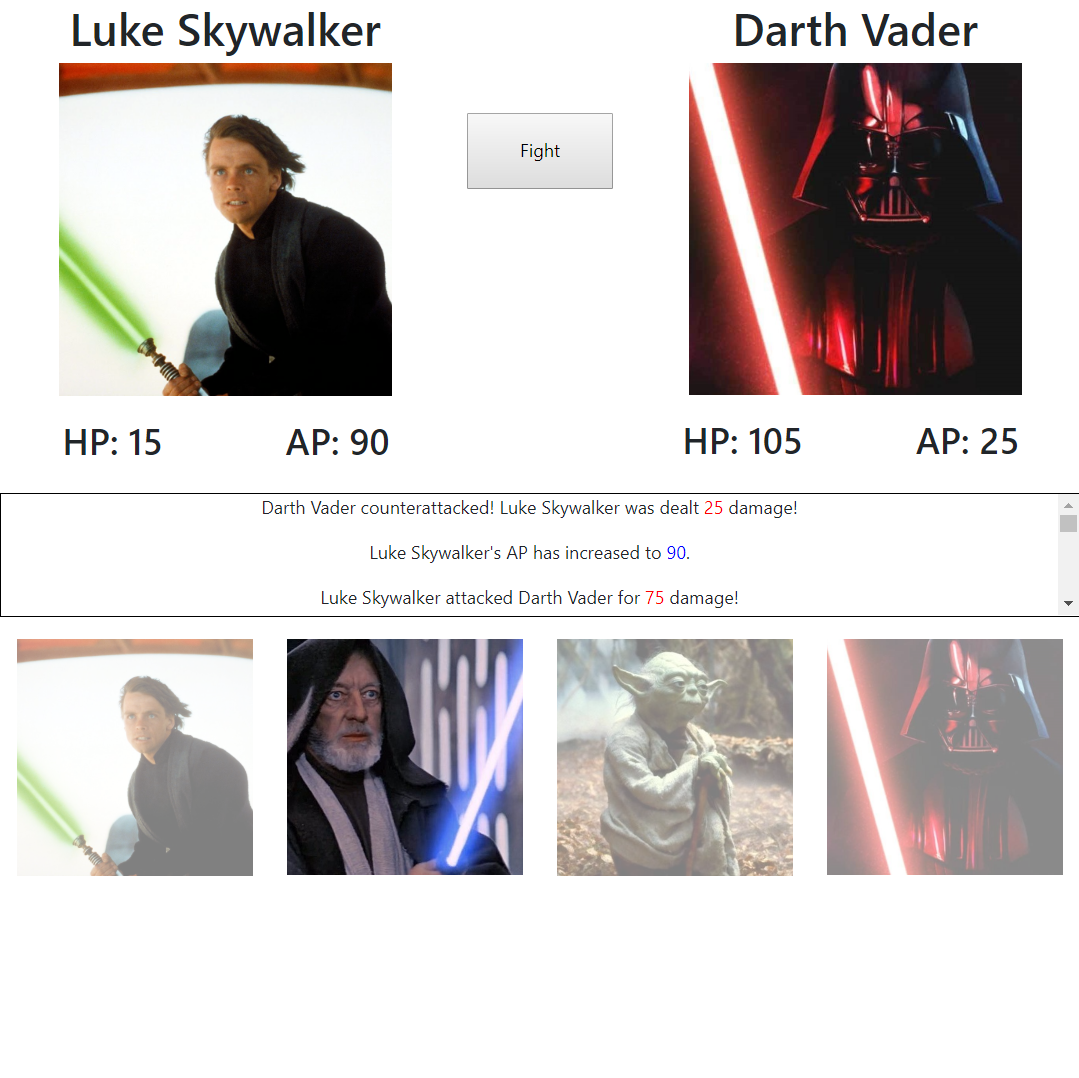 Luke Skywalker
Darth Vader
Fight
HP: 15
AP: 90
HP: 105
AP: 25
Darth Vader counterattacked! Luke Skywalker was dealt 25 damage!
Luke Skywalker's AP has increased to 90.
Luke Skywalker attacked Darth Vader for 75 damage!